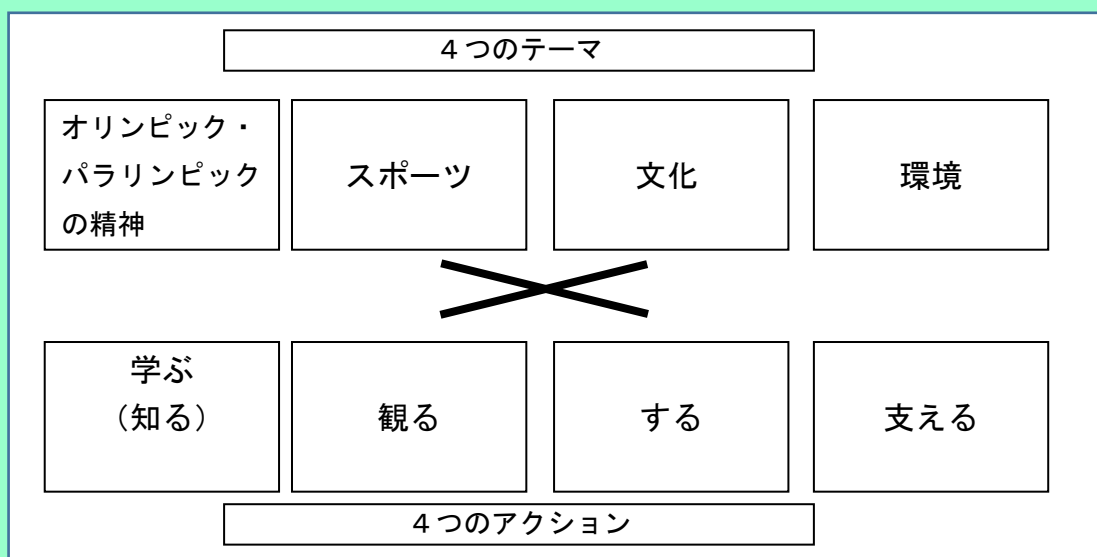 ４つのテーマ
オリンピック・
パラリンピック
の精神
スポーツ
文化
環境
学ぶ
（知る）
観る
する
支える
４つのアクション